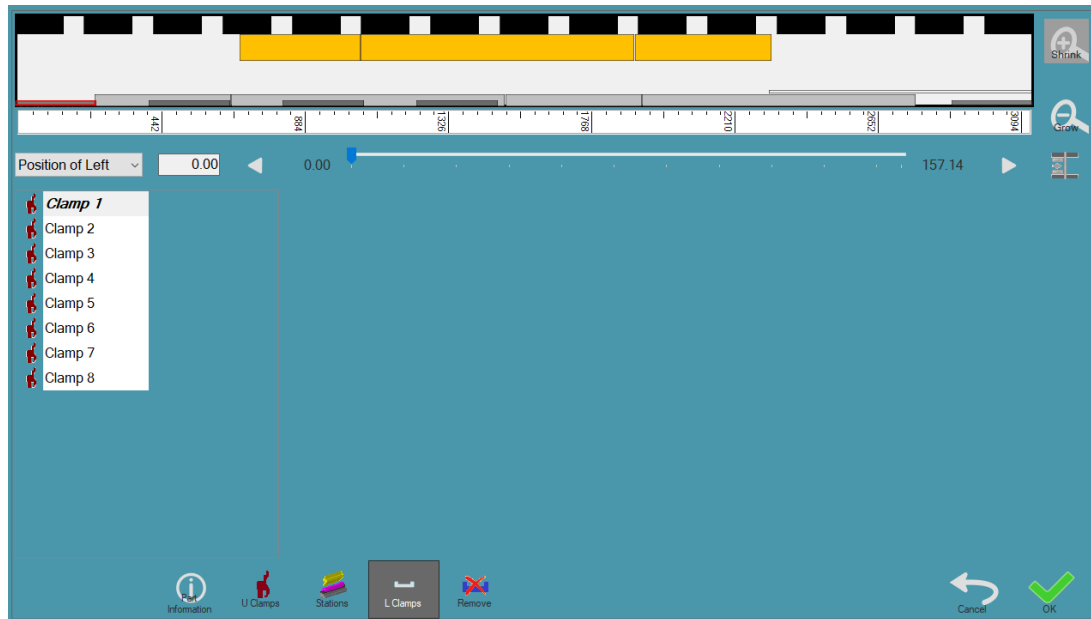 Shrink
442
884
1326
1768
2210
2652
3094
Grow
Position of Left
0.00
0.00
157.14
Clamp 1
Clamp 2
Clamp 3
Clamp 4
Clamp 5
Clamp 6
Clamp 7
Clamp 8
Part
Information
U Clamps
Stations
L Clamps
Remove
Cancel
OK